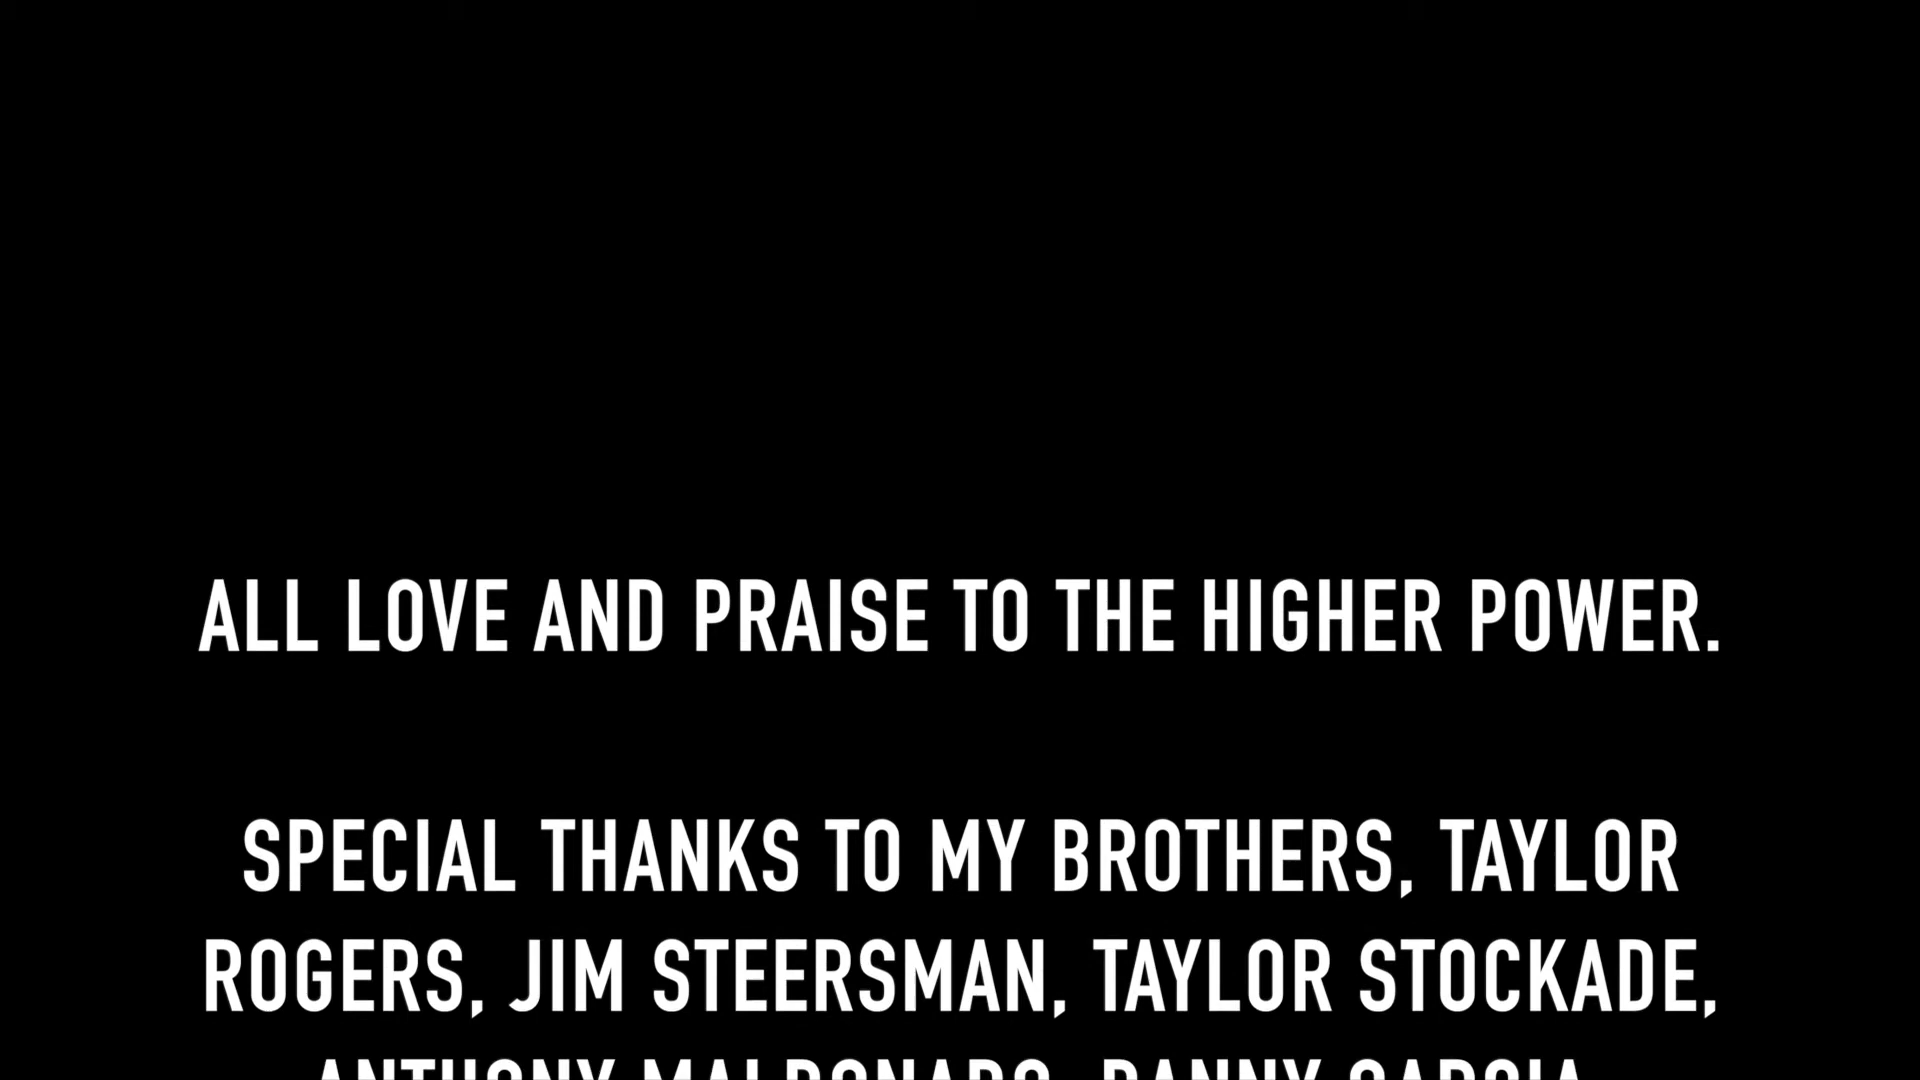 ALL LOVE AND PRAISE TO THE HIGHER POWER.
SPECIAL THANKS TO MY BROTHERS, TAYLOR
ROGERS, JIM STEERSMAN, TAYLOR STOCKADE,
ANTHONY MALDONADO, DANNY GARCIA